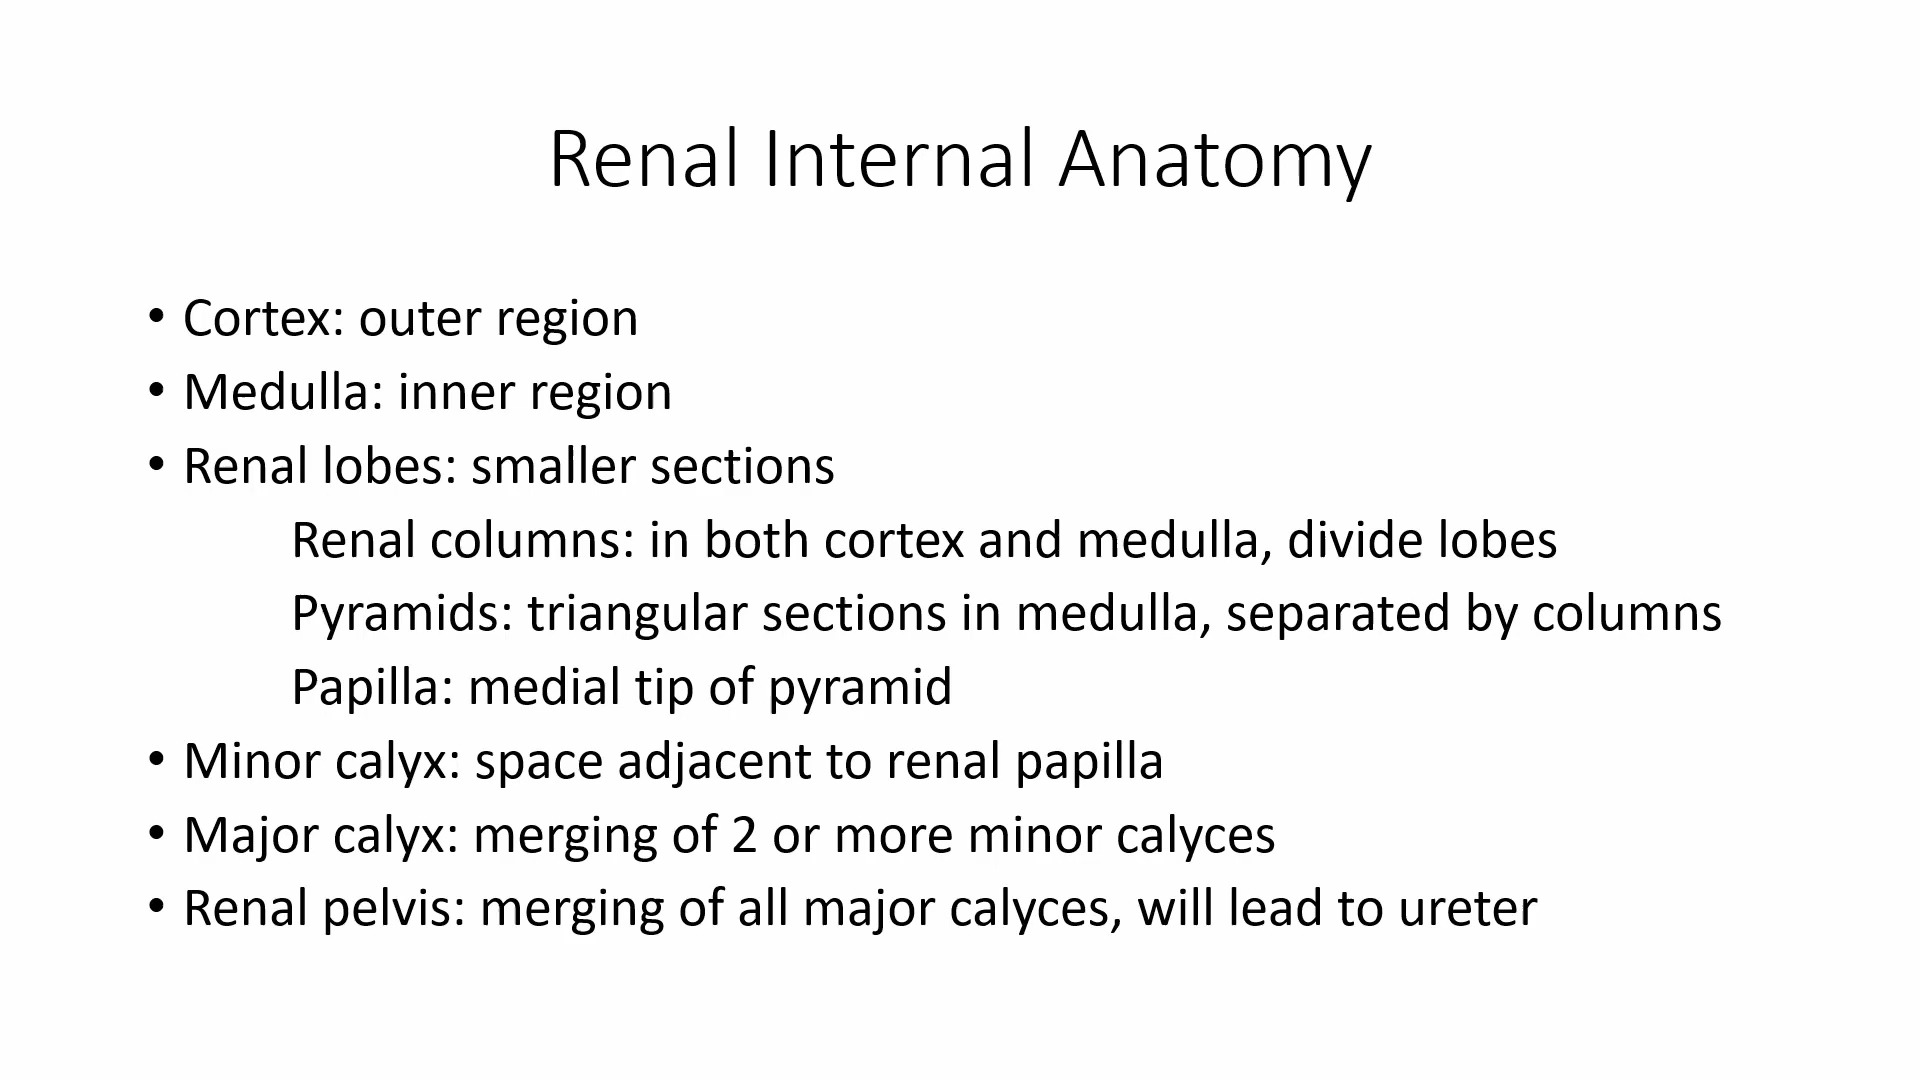 Renal Internal Anatomy
• Cortex: outer region
• Medulla: inner region
• Renal lobes: smaller sections
Renal columns: in both cortex and medulla, divide lobes
Pyramids: triangular sections in medulla, separated by columns
Papilla: medial tip of pyramid
• Minor calyx: space adjacent to renal papilla
• Major calyx: merging of 2 or more minor calyces
• Renal pelvis: merging of all major calyces, will lead to ureter